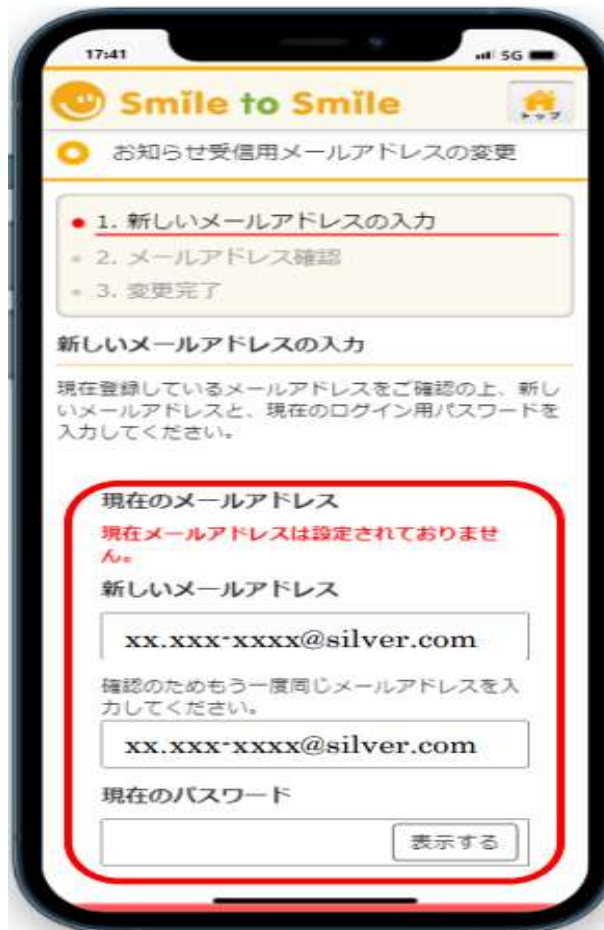 17:41
5G
Smile to Smile
トップ
お知らせ受信用メールアドレスの変更
1. 新しいメールアドレスの入力
2. メールアドレス確認
3. 変更完了
新しいメールアドレスの入力
現在登録しているメールアドレスをご確認の上、新し
いメールアドレスと、現在のログイン用パスワードを
入力してください。
現在のメールアドレス
現在メールアドレスは設定されておりませ
ん。
新しいメールアドレス
xx.xxx-xxxx@silver.com
確認のためもう一度同じメールアドレスを入
力してください。
xx.xxx-xxxx@silver.com
現在のパスワード
表示する